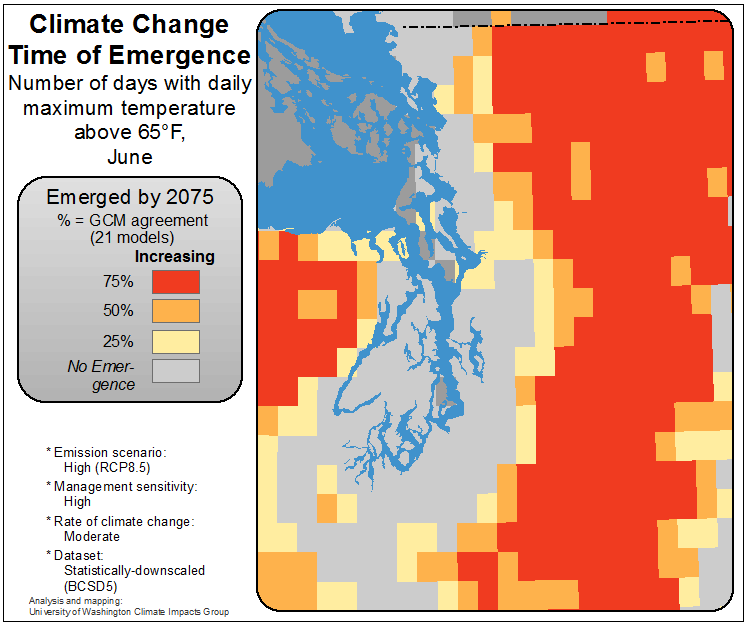 Climate Change
Time of Emergence
Number of days with daily
maximum temperature
above 65°F,
June
Emerged by 2075
% = GCM agreement
(21 models)
Increasing
75%
50%
25%
No Emer-
gence
* Emission scenario:
High (RCP8.5)
* Management sensitivity:
High
* Rate of climate change:
Moderate
* Dataset:
Statistically-downscaled
(BCSD5)
Analysis and mapping:
University of Washington Climate Impacts Group